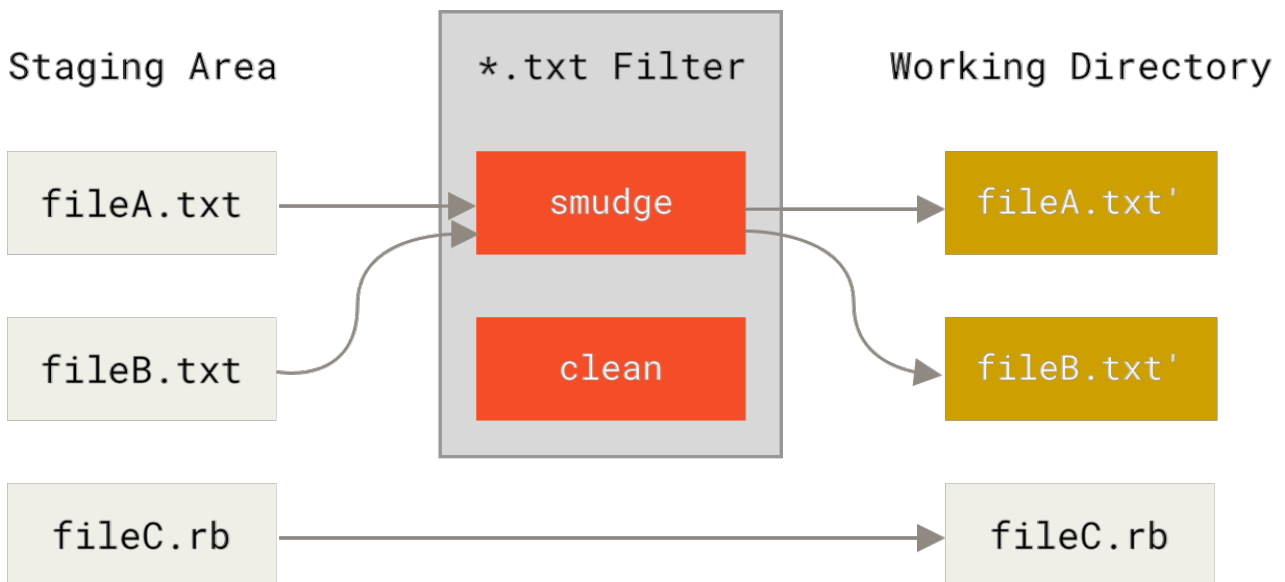 Staging Area
*.txt Filter
Working Directory
fileA.txt
smudge
fileA.txt'
fileB.txt
clean
fileB.txt'
fileC.rb
fileC.rb